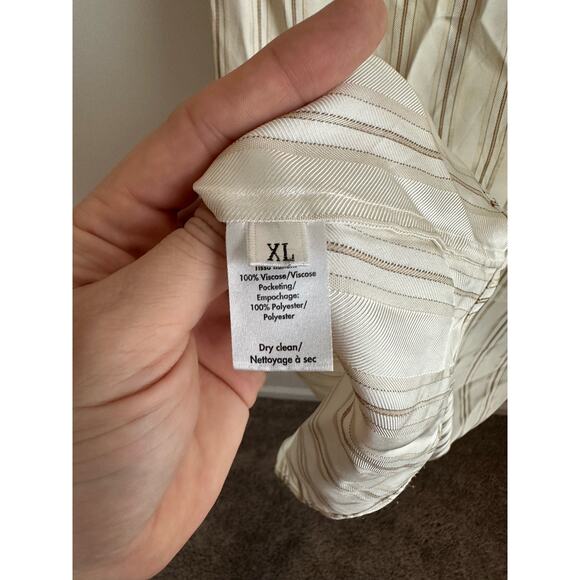 XL
100% Viscose/Viscose
Pocketing/
Empochage:
100% Polyester/
Polyester
Dry clean/
Nettoyage à sec